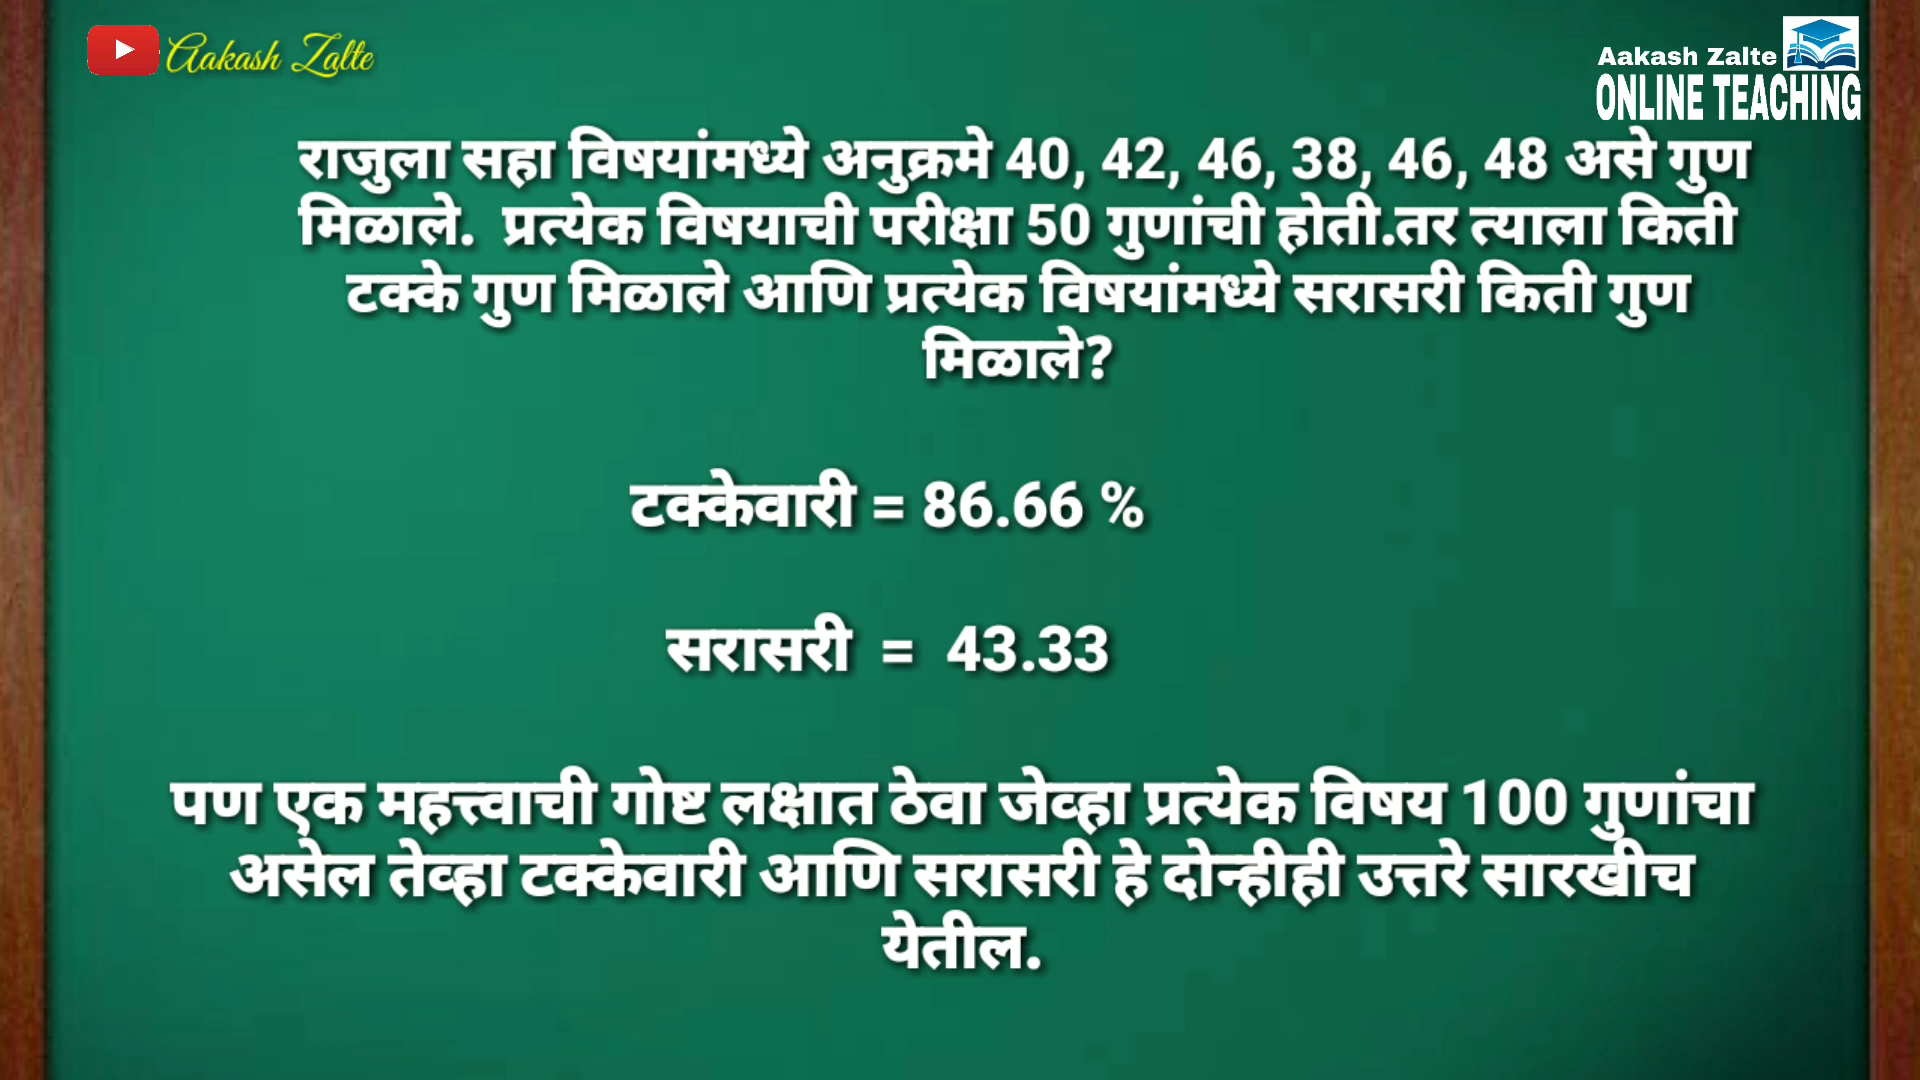 Aakash Zalte
Aakash Zalte
ONLINE TEACHING
राजुला सहा विषयांमध्ये अनुक्रमे 40, 42, 46, 38, 46, 48 असे गुण
मिळाले. प्रत्येक विषयाची परीक्षा 50 गुणांची होती.तर त्याला किती
टक्के गुण मिळाले आणि प्रत्येक विषयांमध्ये सरासरी किती गुण
मिळाले?
टक्केवारी = 86.66 %
सरासरी = 43.33
पण एक महत्त्वाची गोष्ट लक्षात ठेवा जेव्हा प्रत्येक विषय 100 गुणांचा
असेल तेव्हा टक्केवारी आणि सरासरी हे दोन्हीही उत्तरे सारखीच
येतील.